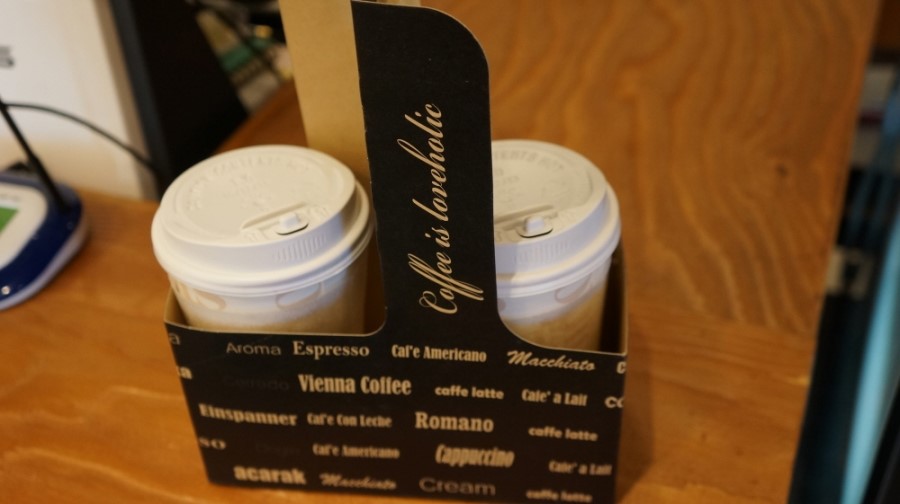 Coffee is loveholic
Aroma Espresso Caf'e Americano Macchiato
Vienna Coffee caffe latte Cafe' a Lait
Einspanner Caf'e Con Leche Romano caffe latte
so Caf'e Americano Cappuccino Cafe' a Lait
acarak Macchiato Cream caffe latte